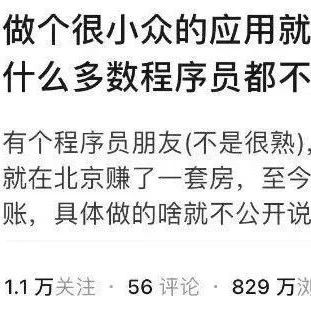 做个很小众的应用就
什么多数程序员都不
有个程序员朋友(不是很熟),
就在北京赚了一套房，至今
账，具体做的啥就不公开说
1.1 万关注 · 56 评论 · 829 万浏